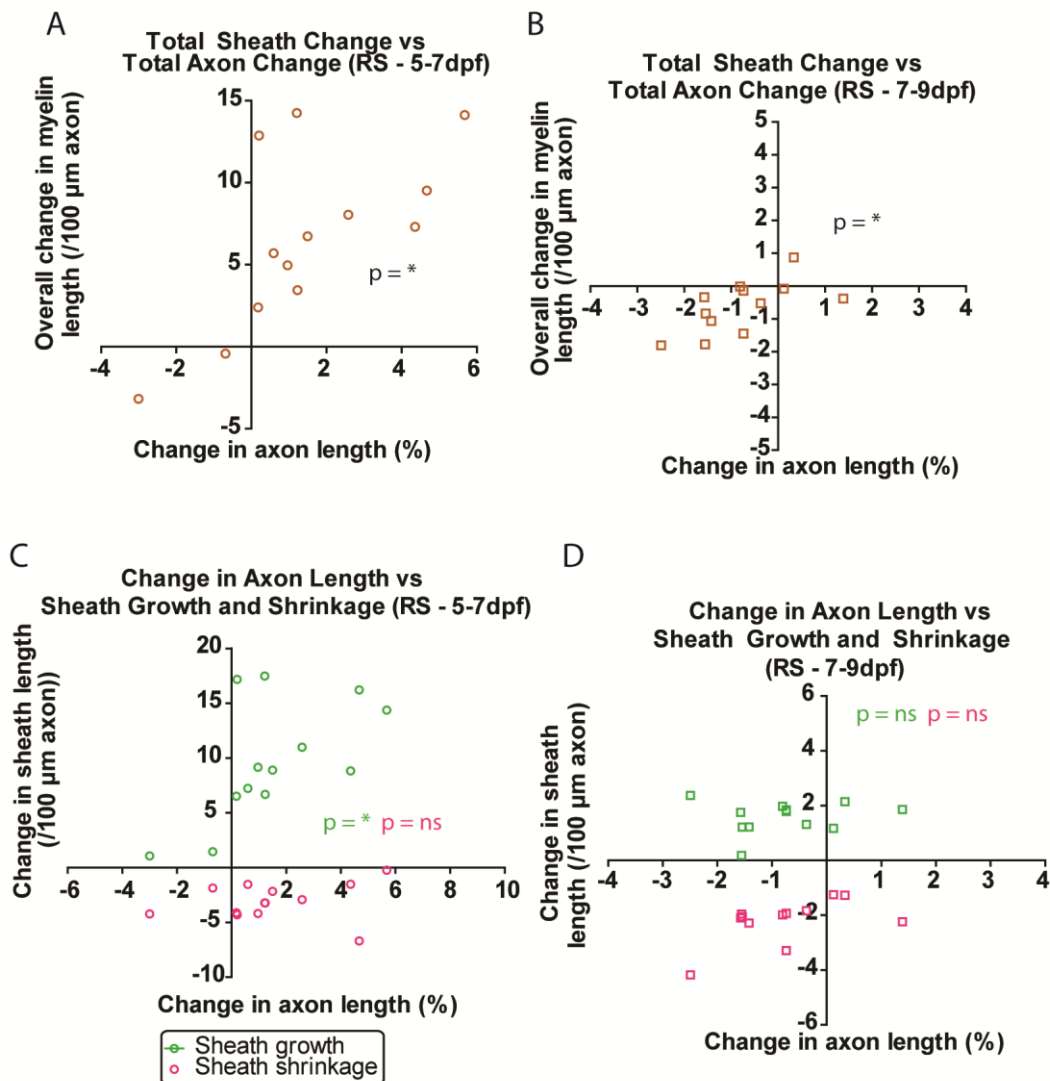 A
Total Sheath Change vs
Total Axon Change (RS - 5-7dpf)
Overall change in myelin
length (/100 µm axon)
15
10
5
-5
-4
-2
2
4
6
p = *
Change in axon length (%)
B
Total Sheath Change vs
Total Axon Change (RS - 7-9dpf)
Overall change in myelin
length (/100 µm axon)
5
4
3
2
1
-1
-2
-3
-4
-5
-4
-3
-2
-1
1
2
3
4
p = *
Change in axon length (%)
C
Change in Axon Length vs
Sheath Growth and Shrinkage (RS - 5-7dpf)
Change in sheath length
(/100 µm axon))
20
15
10
5
-5
-10
-6
-4
-2
2
4
6
8
10
p = * p = ns
Change in axon length (%)
Sheath growth
Sheath shrinkage
D
Change in Axon Length vs
Sheath Growth and Shrinkage
(RS - 7-9dpf)
Change in sheath
length (/100 µm axon)
6
4
2
-2
-4
-6
-4
-3
-2
-1
1
2
3
4
p = ns p = ns
Change in axon length (%)